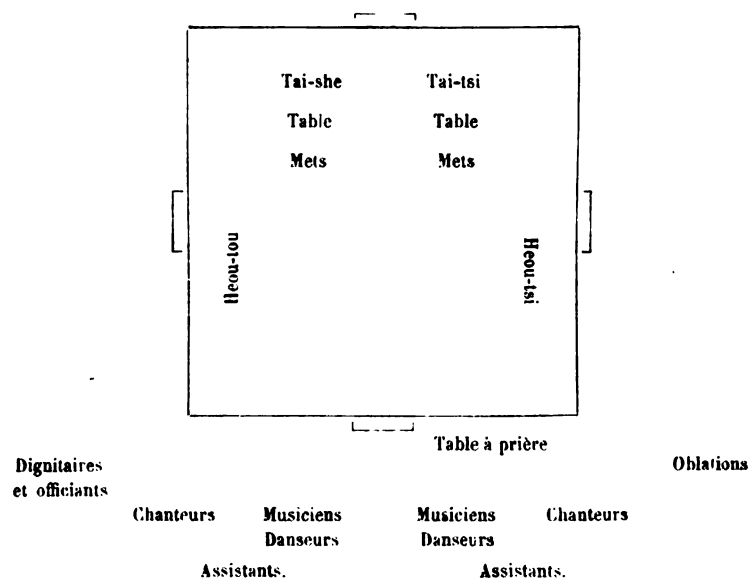 Tai-she Tai-tsi
Table Table
Mets Mets
Heou-tou Heou-tsi
Table à prière
Dignitaires
et officiants
Oblations
Chanteurs Musiciens Musiciens Chanteurs
Danseurs Danseurs
Assistants. Assistants.